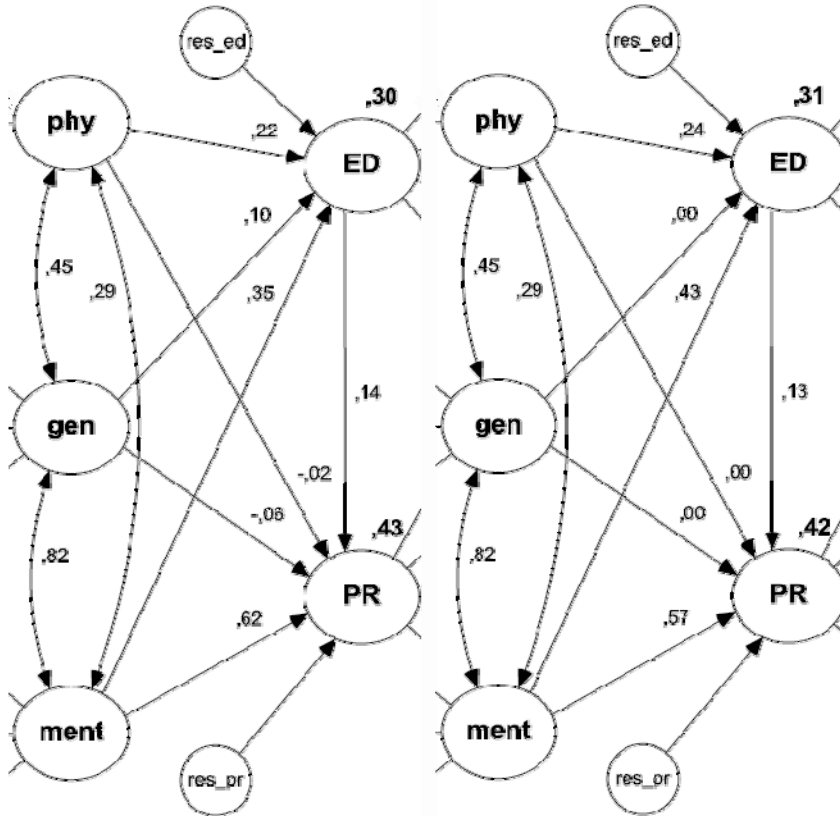 res_ed
,30
phy
,22
ED
,10
,45
,29
,35
,14
gen
-,02
-,06
,43
,82
PR
,62
ment
res_pr
res_ed
,31
phy
,24
ED
,00
,45
,29
,43
,13
gen
,00
,00
,42
,82
PR
,57
ment
res_pr